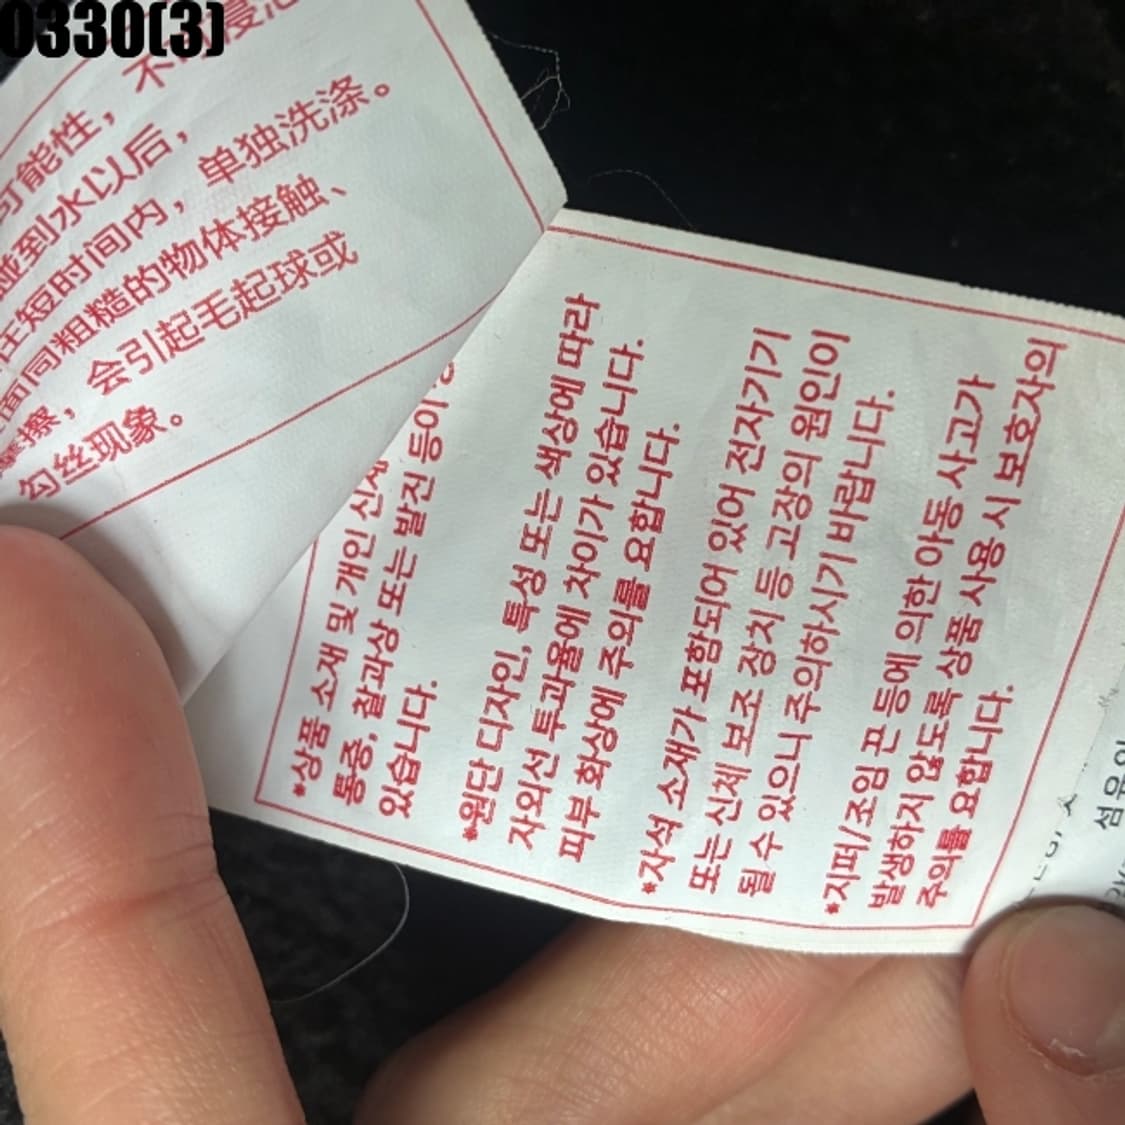 0330(3)
可能性，不可浸泡
碰到水以后，
在短时间内，单独洗涤。
面同粗糙的物体接触、
摩擦，会引起毛起球或
勾丝现象。
*상품 소재 및 개인 신체
통증, 찰과상 또는 발진 등이
있습니다.
*원단 디자인, 특성 또는 색상에 따라
자외선 투과율에 차이가 있습니다.
피부 화상에 주의를 요합니다.
*자석 소재가 포함되어 있어 전자기기
또는 신체 보조 장치 등 고장의 원인이
될 수 있으니 주의하시기 바랍니다.
*지퍼/조임 끈 등에 의한 아동 사고가
발생하지 않도록 상품 사용 시 보호자의
주의를 요합니다.
섬유의